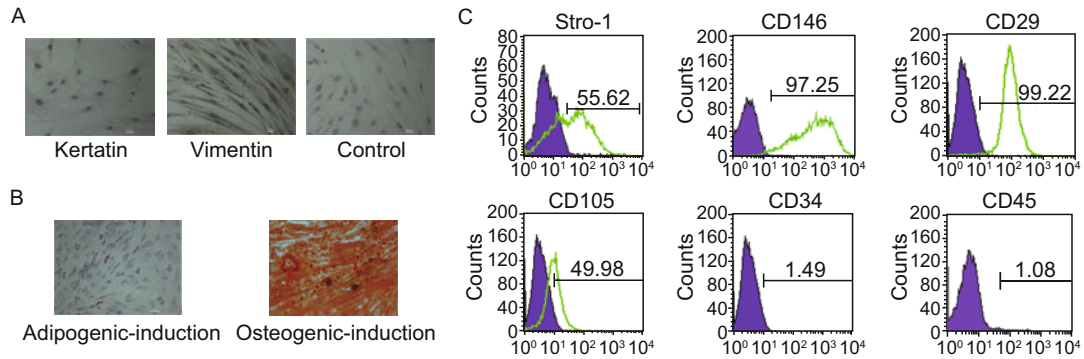 A
Kertatin
Vimentin
Control
B
Adipogenic-induction
Osteogenic-induction
C
Stro-1
Counts
80
70
60
50
40
30
20
10
0
55.62
10⁰ 10¹ 10² 10³ 10⁴
CD146
Counts
200
160
120
80
40
0
97.25
10⁰ 10¹ 10² 10³ 10⁴
CD29
Counts
200
160
120
80
40
0
99.22
10⁰ 10¹ 10² 10³ 10⁴
CD105
Counts
200
160
120
80
40
0
49.98
10⁰ 10¹ 10² 10³ 10⁴
CD34
Counts
200
160
120
80
40
0
1.49
10⁰ 10¹ 10² 10³ 10⁴
CD45
Counts
200
160
120
80
40
0
1.08
10⁰ 10¹ 10² 10³ 10⁴